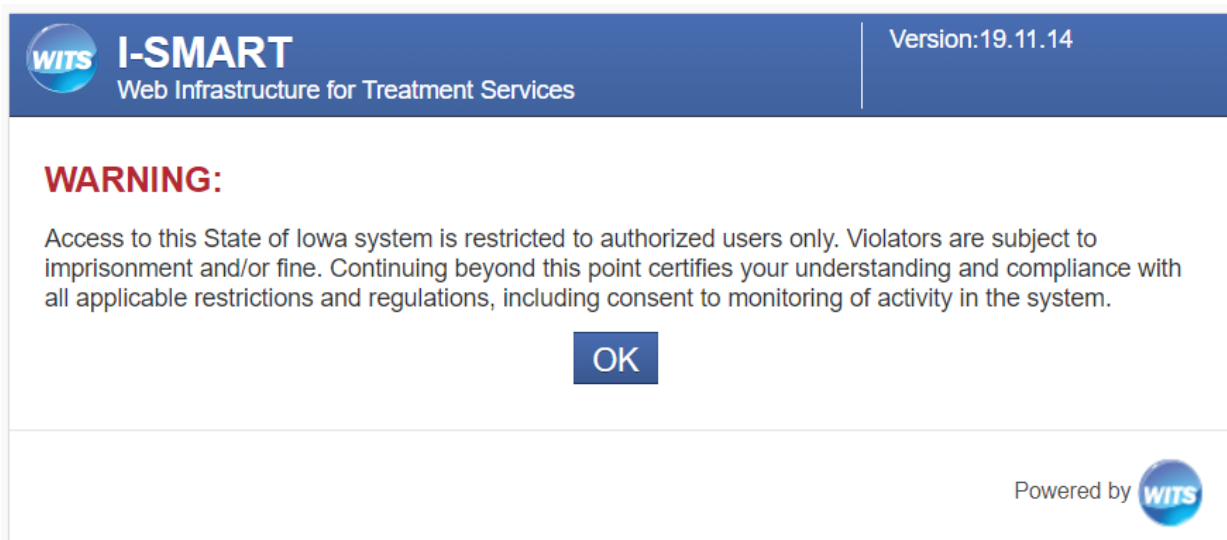 WITS
I-SMART
Version:19.11.14
Web Infrastructure for Treatment Services
WARNING:
Access to this State of Iowa system is restricted to authorized users only. Violators are subject to
imprisonment and/or fine. Continuing beyond this point certifies your understanding and compliance with
all applicable restrictions and regulations, including consent to monitoring of activity in the system.
OK
Powered by WITS